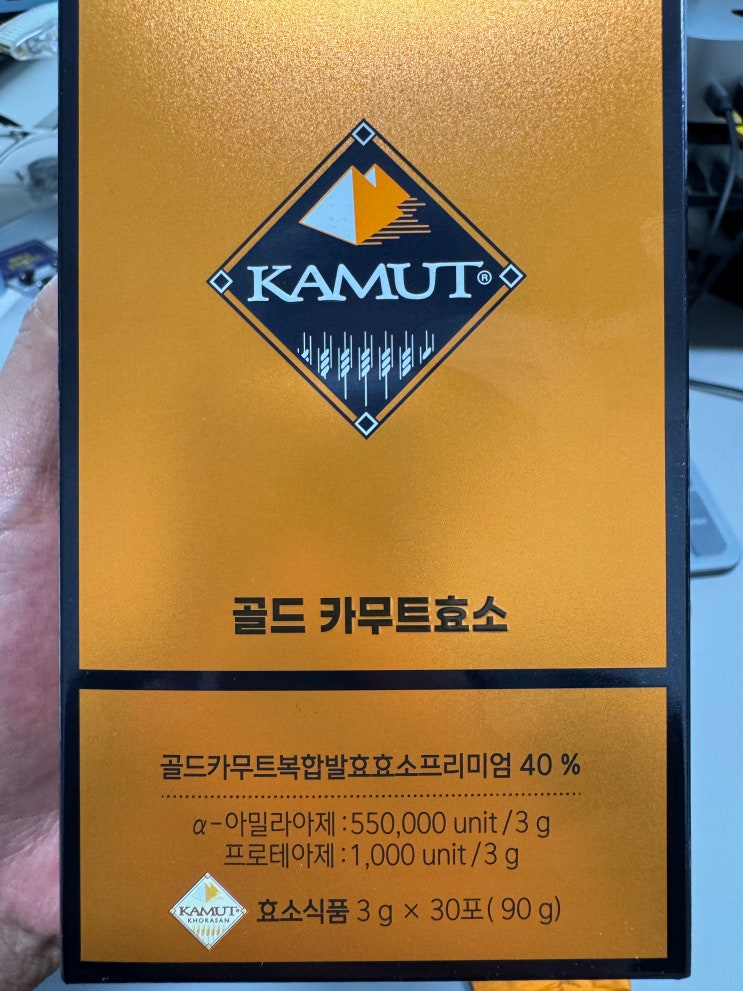 KAMUT®
골드 카무트효소
골드카무트복합발효효소프리미엄 40 %
α-아밀라아제 : 550,000 unit / 3 g
프로테아제 : 1,000 unit / 3 g
KAMUT
KHORASAN
효소식품 3 g × 30포( 90 g)